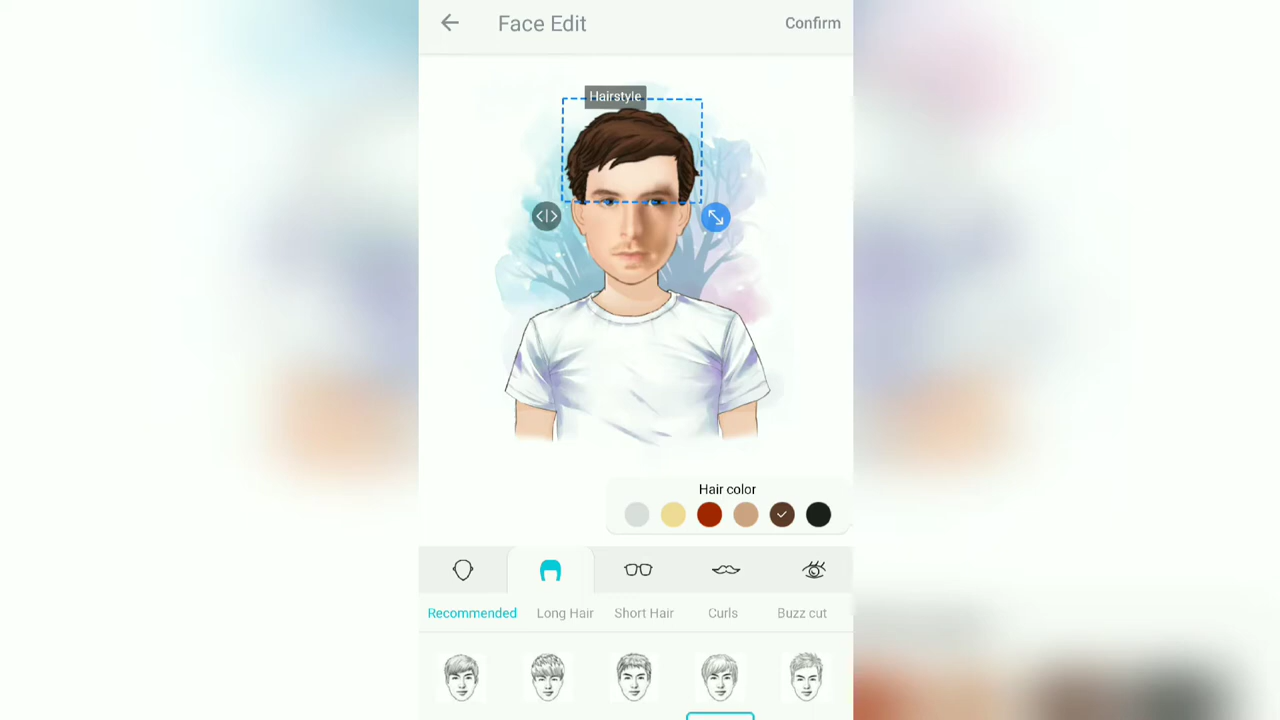 Face Edit
Confirm
Hairstyle
Hair color
Recommended
Long Hair
Short Hair
Curls
Buzz cut